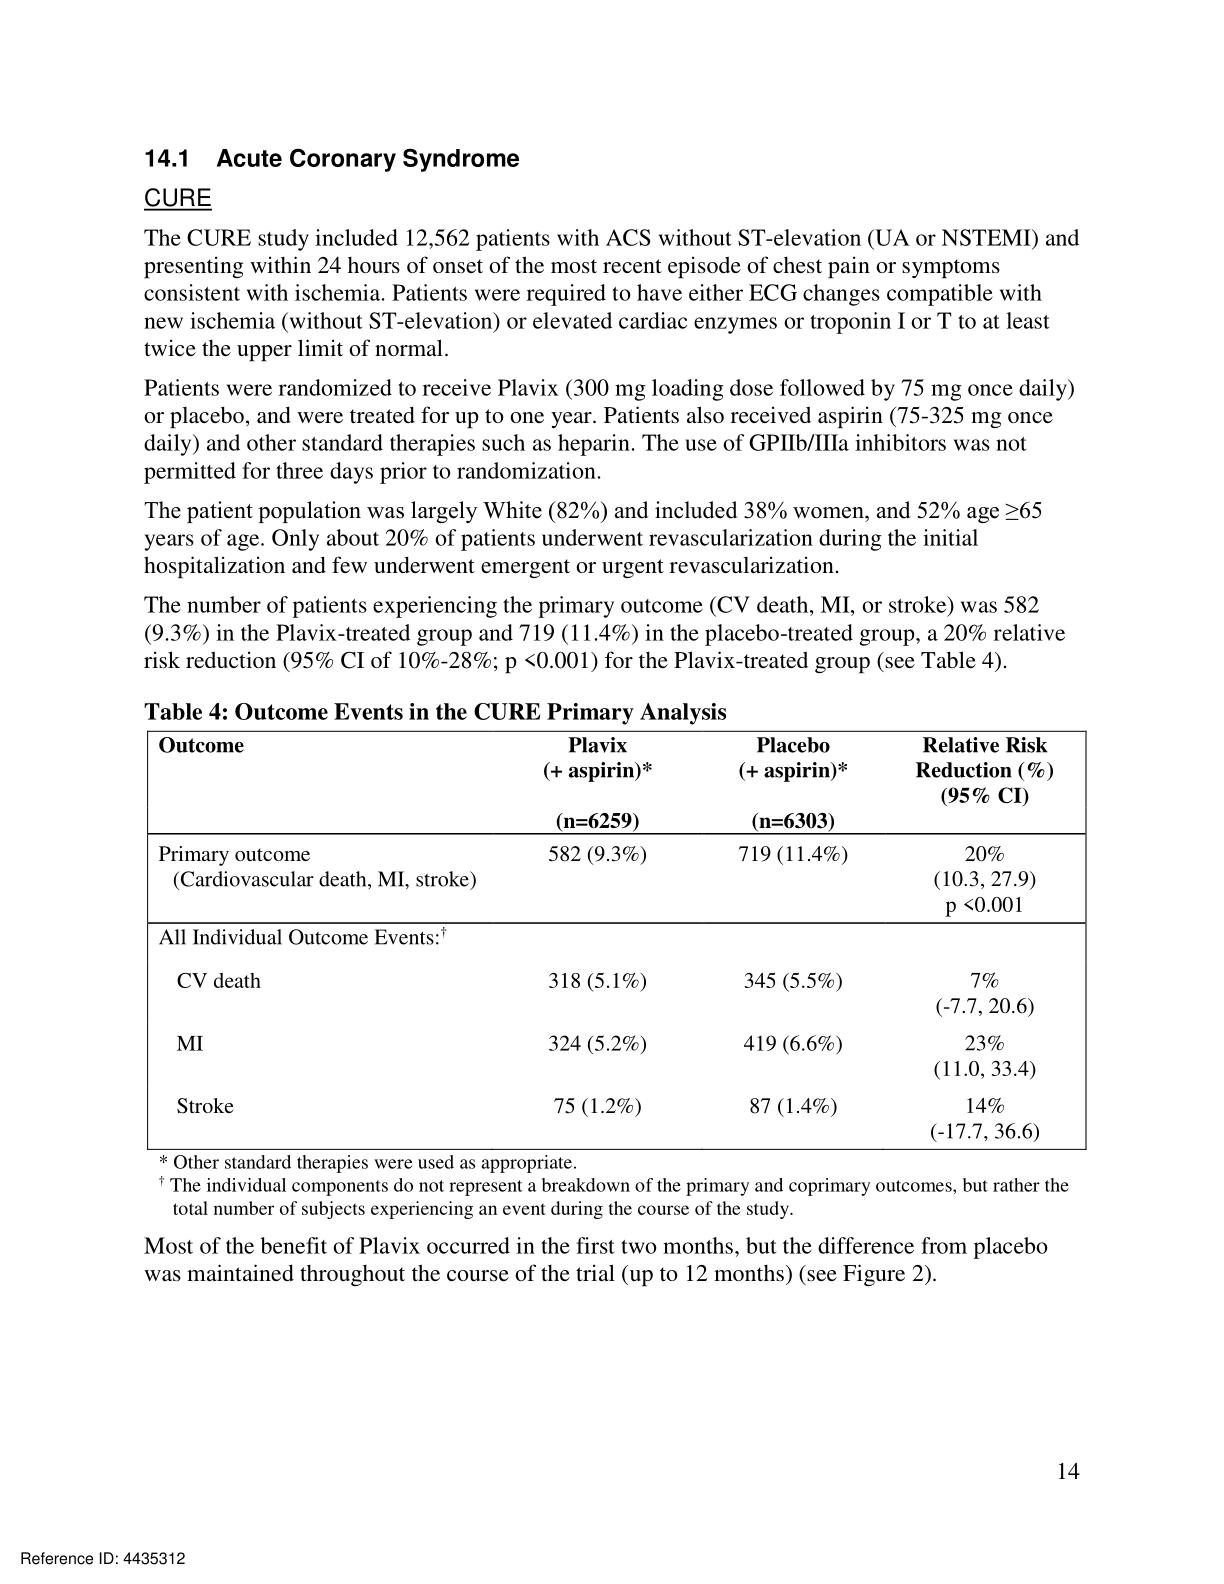 14.1 Acute Coronary Syndrome
CURE
The CURE study included 12,562 patients with ACS without ST-elevation (UA or NSTEMI) and
presenting within 24 hours of onset of the most recent episode of chest pain or symptoms
consistent with ischemia. Patients were required to have either ECG changes compatible with
new ischemia (without ST-elevation) or elevated cardiac enzymes or troponin I or T to at least
twice the upper limit of normal.
Patients were randomized to receive Plavix (300 mg loading dose followed by 75 mg once daily)
or placebo, and were treated for up to one year. Patients also received aspirin (75-325 mg once
daily) and other standard therapies such as heparin. The use of GPIIb/IIIa inhibitors was not
permitted for three days prior to randomization.
The patient population was largely White (82%) and included 38% women, and 52% age ≥65
years of age. Only about 20% of patients underwent revascularization during the initial
hospitalization and few underwent emergent or urgent revascularization.
The number of patients experiencing the primary outcome (CV death, MI, or stroke) was 582
(9.3%) in the Plavix-treated group and 719 (11.4%) in the placebo-treated group, a 20% relative
risk reduction (95% CI of 10%-28%; p <0.001) for the Plavix-treated group (see Table 4).
Table 4: Outcome Events in the CURE Primary Analysis
Outcome Plavix Placebo Relative Risk
(+ aspirin)* (+ aspirin)* Reduction (%)
(95% CI)
(n=6259) (n=6303)
Primary outcome 582 (9.3%) 719 (11.4%) 20%
(Cardiovascular death, MI, stroke) (10.3, 27.9)
p <0.001
All Individual Outcome Events:†
CV death 318 (5.1%) 345 (5.5%) 7%
(-7.7, 20.6)
MI 324 (5.2%) 419 (6.6%) 23%
(11.0, 33.4)
Stroke 75 (1.2%) 87 (1.4%) 14%
(-17.7, 36.6)
* Other standard therapies were used as appropriate.
† The individual components do not represent a breakdown of the primary and coprimary outcomes, but rather the
total number of subjects experiencing an event during the course of the study.
Most of the benefit of Plavix occurred in the first two months, but the difference from placebo
was maintained throughout the course of the trial (up to 12 months) (see Figure 2).
14
Reference ID: 4435312